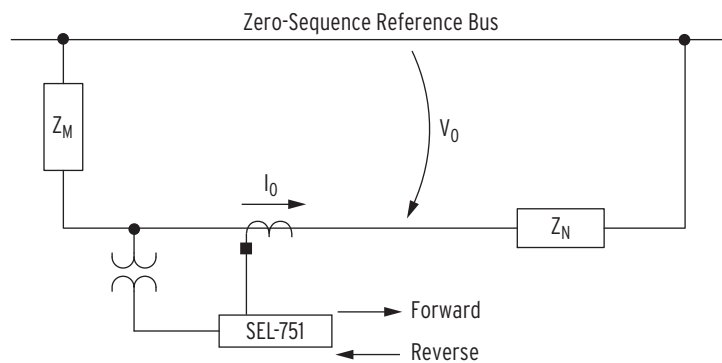 Zero-Sequence Reference Bus
Z_M
V_0
I_0
Z_N
SEL-751
Forward
Reverse